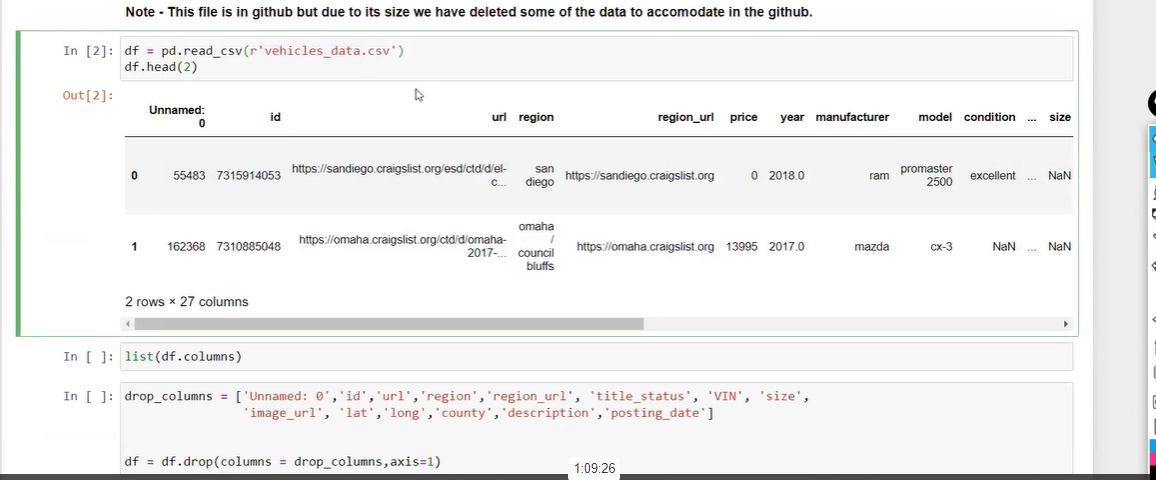 Note - This file is in github but due to its size we have deleted some of the data to accomodate in the github.
In [2]: df = pd.read_csv(r'vehicles_data.csv')
df.head(2)
Out[2]:
Unnamed: 0 id url region region_url price year manufacturer model condition ... size
0 55483 7315914053 https://sandiego.craigslist.org/esd/ctd/d/el-c... san diego https://sandiego.craigslist.org 0 2018.0 ram promaster 2500 excellent ... NaN
1 162368 7310885048 https://omaha.craigslist.org/ctd/d/omaha-2017-... omaha / council bluffs https://omaha.craigslist.org 13995 2017.0 mazda cx-3 NaN ... NaN
2 rows × 27 columns
In [ ]: list(df.columns)
In [ ]: drop_columns = ['Unnamed: 0','id','url','region','region_url', 'title_status', 'VIN', 'size',
'image_url', 'lat','long','county','description','posting_date']
df = df.drop(columns = drop_columns,axis=1)
1:09:26